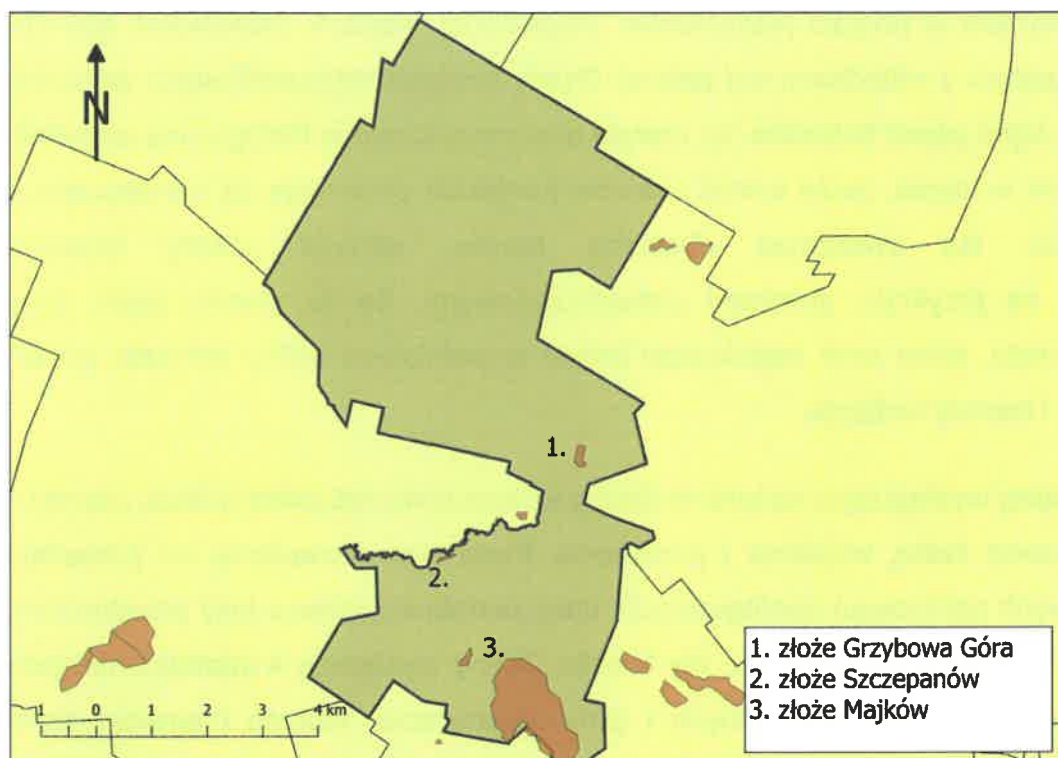 N
1.
2.
3.
1 0 1 2 3 4 km
1. złoże Grzybowa Góra
2. złoże Szczepanów
3. złoże Majków